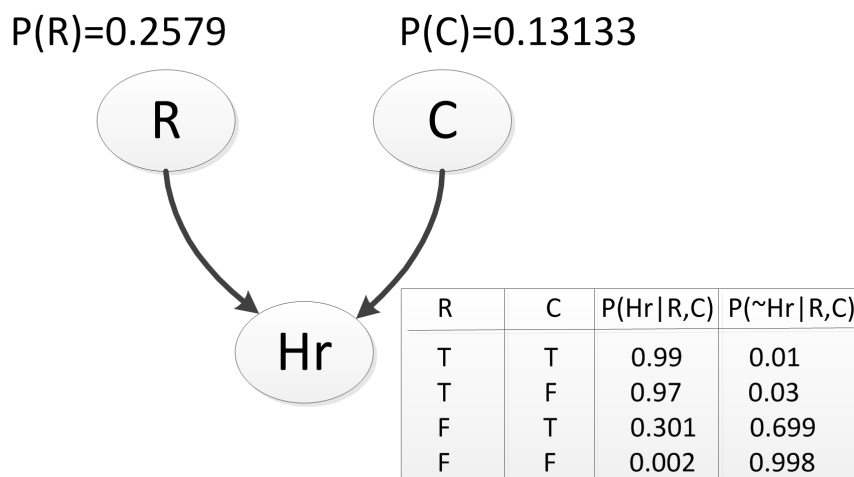 P(R)=0.2579 P(C)=0.13133
R C
Hr
R C P(Hr|R,C) P(~Hr|R,C)
T T 0.99 0.01
T F 0.97 0.03
F T 0.301 0.699
F F 0.002 0.998